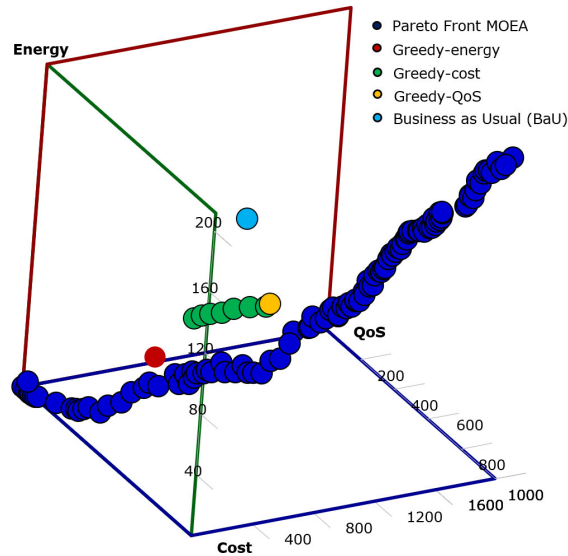 Energy
Pareto Front MOEA
Greedy-energy
Greedy-cost
Greedy-QoS
Business as Usual (BaU)
200
160
120
80
40
QoS
200
400
600
800
1000
Cost
400
800
1200
1600